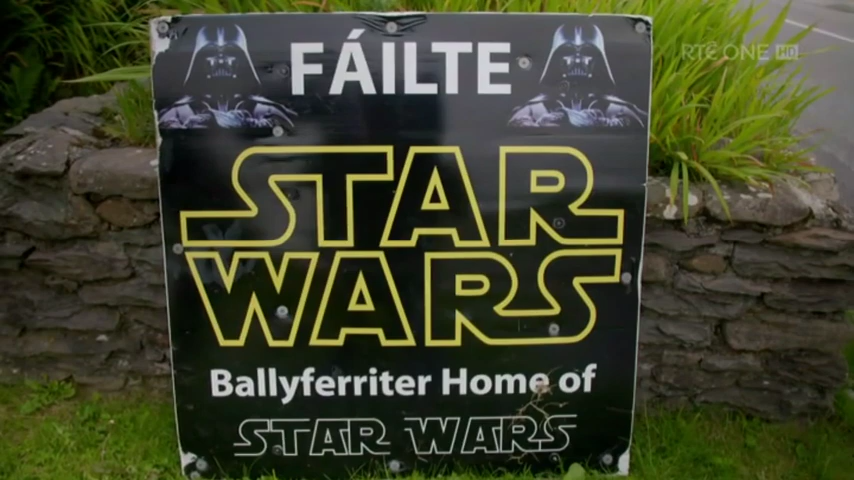 RTÉ ONE HD
FÁILTE
STAR
WARS
Ballyferriter Home of
STAR WARS